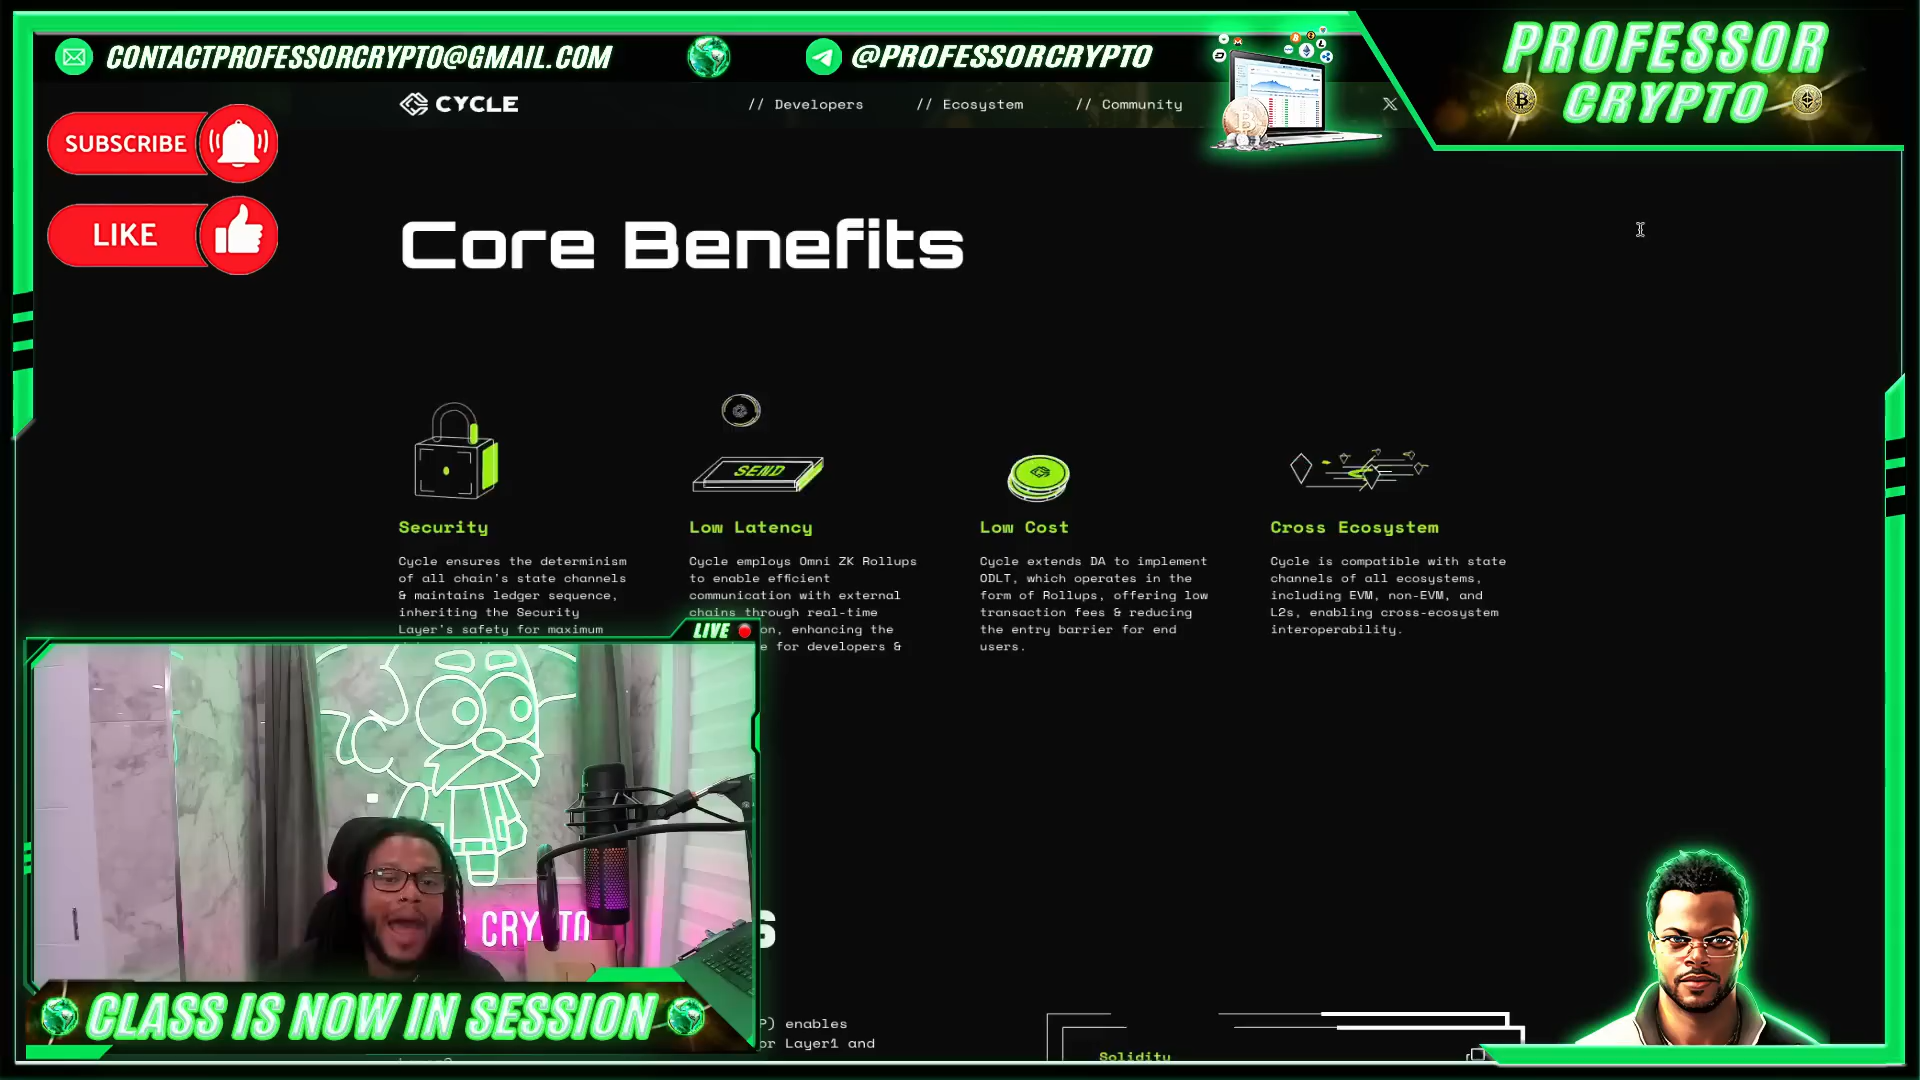 CONTACTPROFESSORCRYPTO@GMAIL.COM
@PROFESSORCRYPTO
PROFESSOR
CRYPTO
CYCLE
// Developers
// Ecosystem
// Community
SUBSCRIBE
LIKE
Core Benefits
SEND
Security
Cycle ensures the determinism
of all chain's state channels
& maintains ledger sequence,
inheriting the Security
Layer's safety for maximum
Low Latency
Cycle employs Omni ZK Rollups
to enable efficient
communication with external
chains through real-time
on, enhancing the
e for developers &
Low Cost
Cycle extends DA to implement
ODLT, which operates in the
form of Rollups, offering low
transaction fees & reducing
the entry barrier for end
users.
Cross Ecosystem
Cycle is compatible with state
channels of all ecosystems,
including EVM, non-EVM, and
L2s, enabling cross-ecosystem
interoperability.
LIVE
CRYPTO
S
CLASS IS NOW IN SESSION
P) enables
or Layer1 and
Solidity